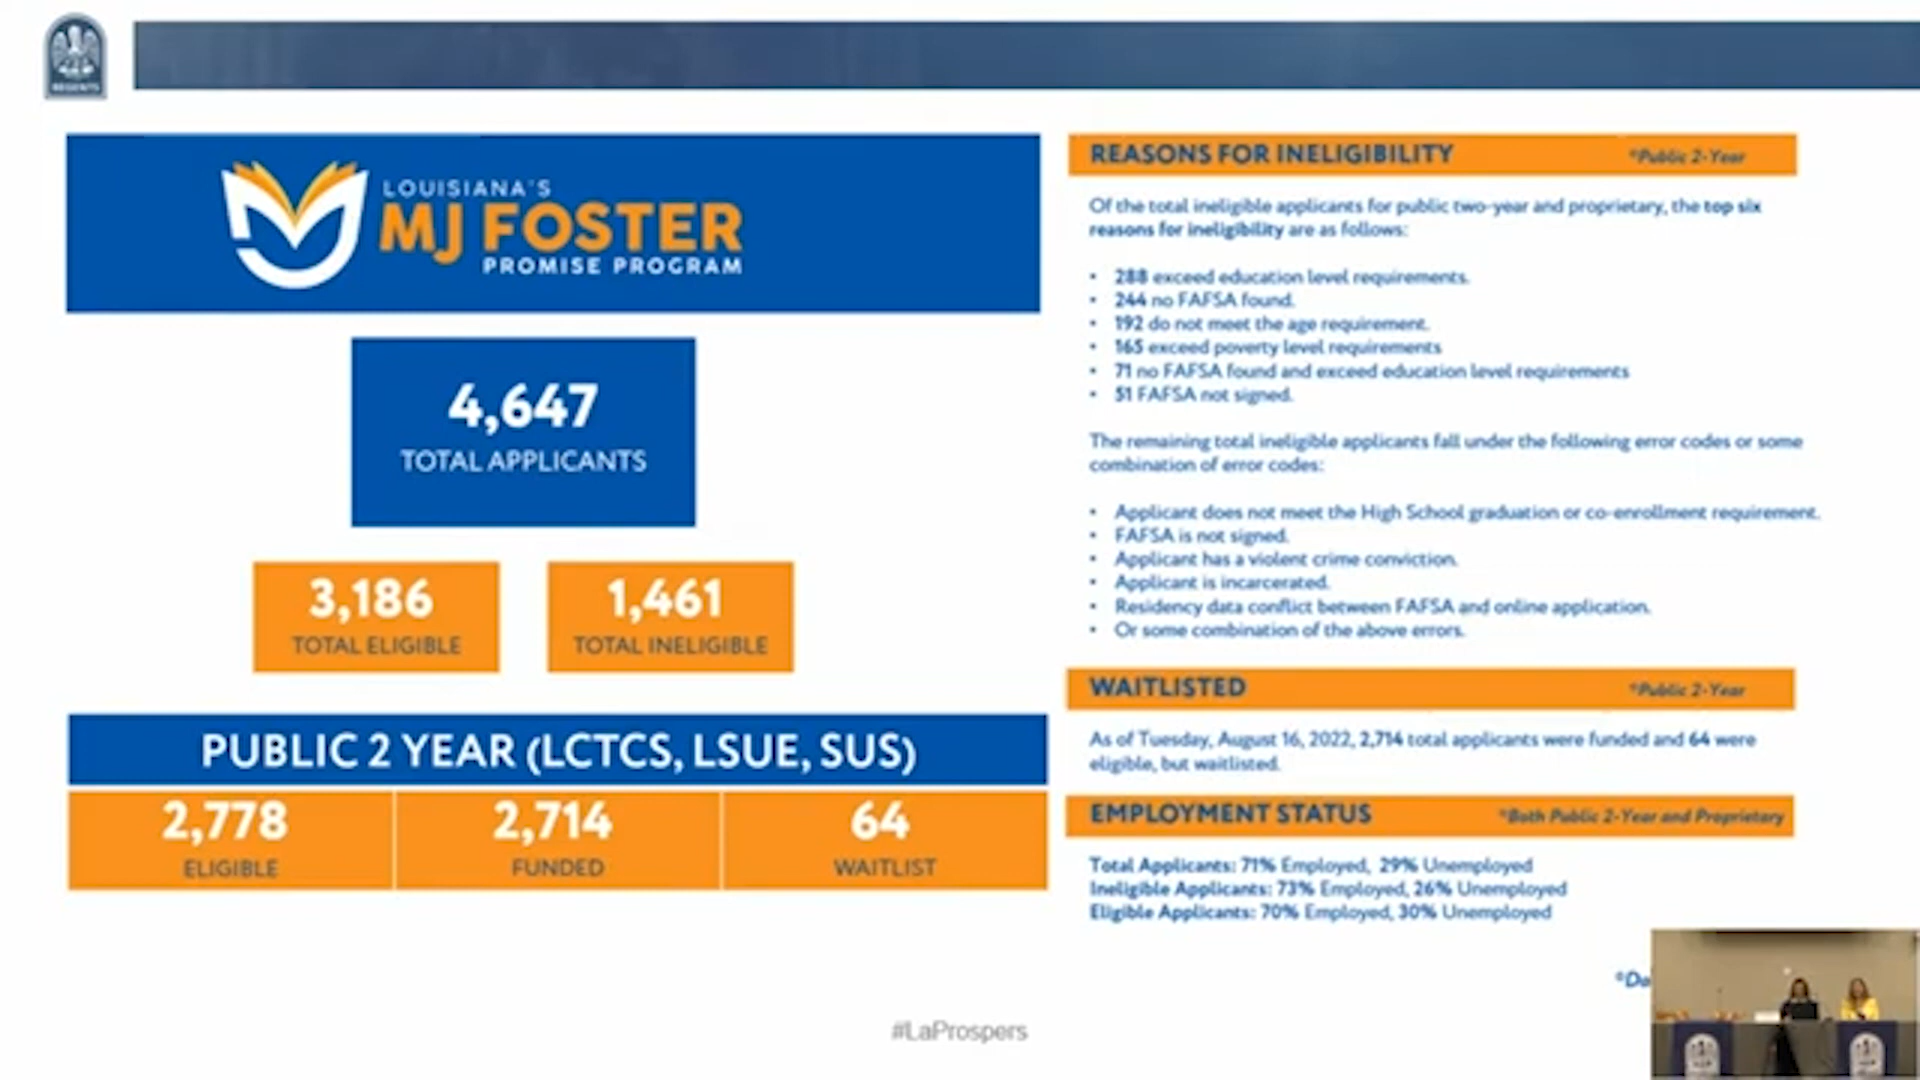 REGENTS
LOUISIANA'S
MJ FOSTER
PROMISE PROGRAM
4,647
TOTAL APPLICANTS
3,186
TOTAL ELIGIBLE
1,461
TOTAL INELIGIBLE
PUBLIC 2 YEAR (LCTCS, LSUE, SUS)
2,778
ELIGIBLE
2,714
FUNDED
64
WAITLIST
REASONS FOR INELIGIBILITY
*Public 2-Year
Of the total ineligible applicants for public two-year and proprietary, the top six
reasons for ineligibility are as follows:
• 288 exceed education level requirements.
• 244 no FAFSA found.
• 192 do not meet the age requirement.
• 165 exceed poverty level requirements
• 71 no FAFSA found and exceed education level requirements
• 51 FAFSA not signed.
The remaining total ineligible applicants fall under the following error codes or some
combination of error codes:
• Applicant does not meet the High School graduation or co-enrollment requirement.
• FAFSA is not signed.
• Applicant has a violent crime conviction.
• Applicant is incarcerated.
• Residency data conflict between FAFSA and online application.
• Or some combination of the above errors.
WAITLISTED
*Public 2-Year
As of Tuesday, August 16, 2022, 2,714 total applicants were funded and 64 were
eligible, but waitlisted.
EMPLOYMENT STATUS
*Both Public 2-Year and Proprietary
Total Applicants: 71% Employed, 29% Unemployed
Ineligible Applicants: 73% Employed, 26% Unemployed
Eligible Applicants: 70% Employed, 30% Unemployed
#LaProspers